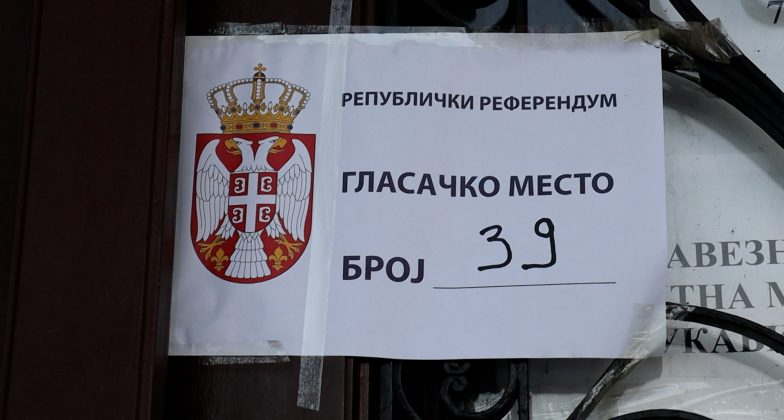 РЕПУБЛИЧКИ РЕФЕРЕНДУМ
ГЛАСАЧКО МЕСТО
БРОЈ 39